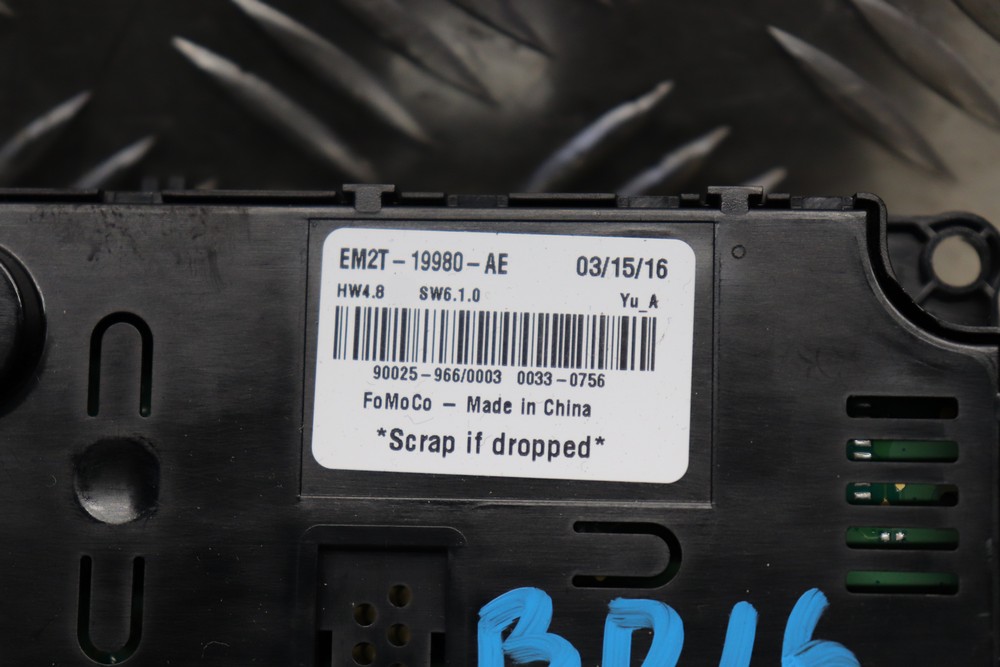 EM2T-19980-AE 03/15/16
HW4.8 SW6.1.0 Yu_A
90025-966/0003 0033-0756
FoMoCo - Made in China
*Scrap if dropped*